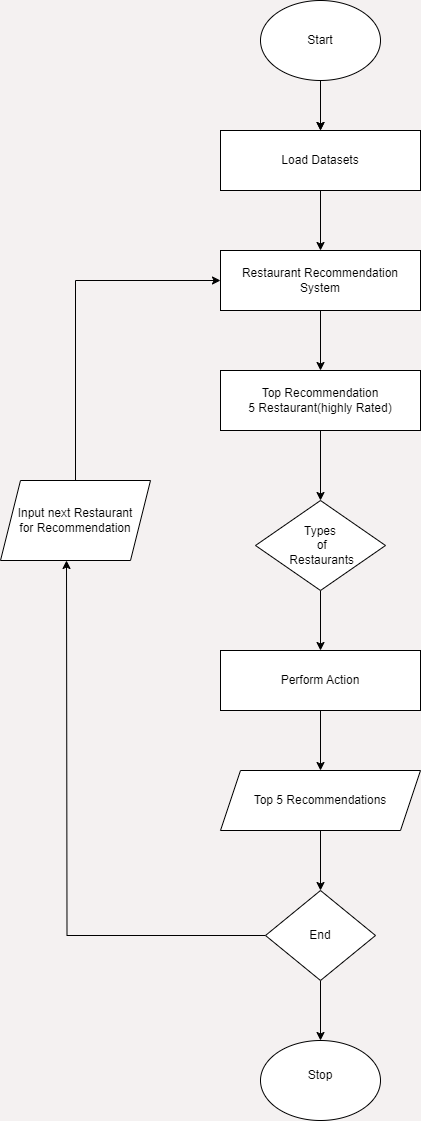 Start
Load Datasets
Restaurant Recommendation
System
Top Recommendation
5 Restaurant(highly Rated)
Input next Restaurant
for Recommendation
Types
of
Restaurants
Perform Action
Top 5 Recommendations
End
Stop